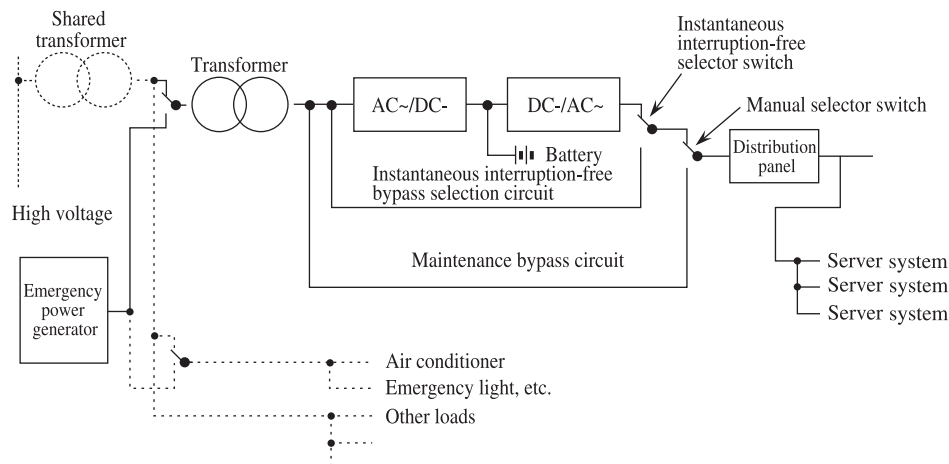 Shared
transformer
Transformer
Instantaneous
interruption-free
selector switch
Manual selector switch
AC~/DC-
DC-/AC~
Battery
Distribution
panel
Instantaneous interruption-free
bypass selection circuit
High voltage
Maintenance bypass circuit
Emergency
power
generator
Server system
Server system
Server system
Air conditioner
Emergency light, etc.
Other loads